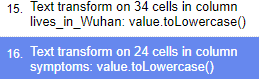 15. Text transform on 34 cells in column
lives_in_Wuhan: value.toLowercase()
16. Text transform on 24 cells in column
symptoms: value.toLowercase()